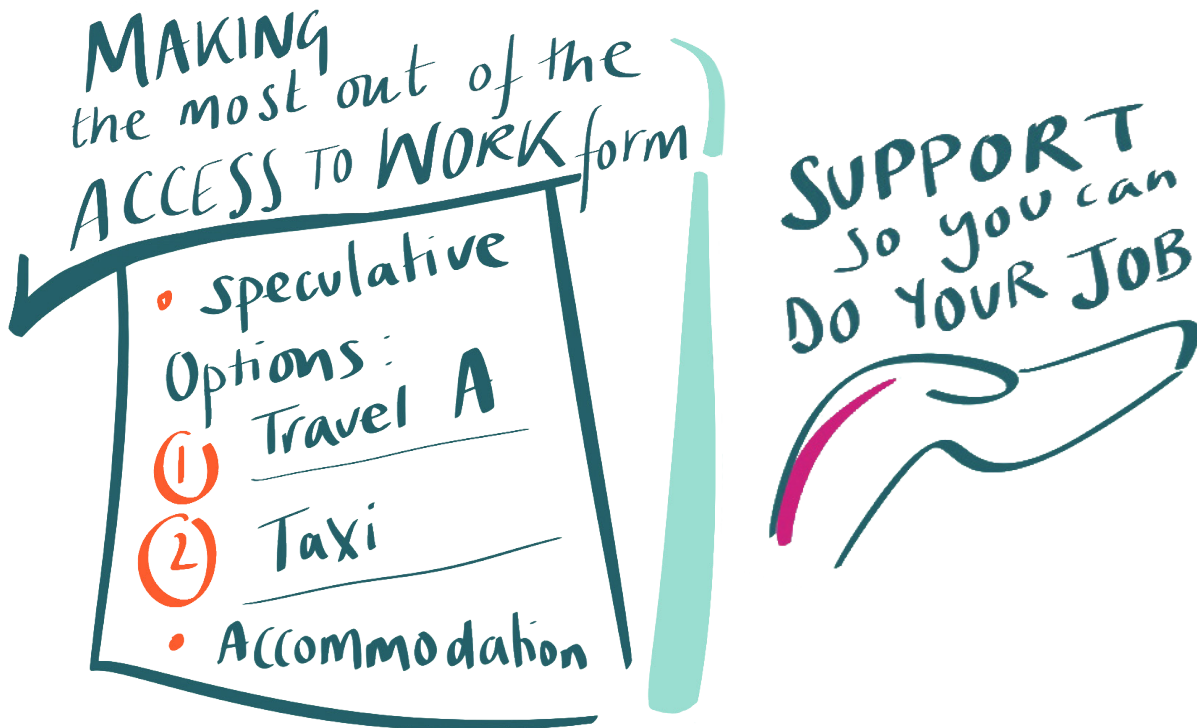 MAKING
the most out of the
ACCESS TO WORK form
• speculative
Options:
1 Travel A
2 Taxi
• Accommodation
SUPPORT
so you can
DO YOUR JOB